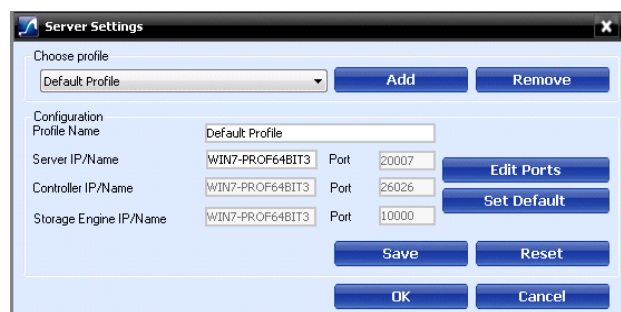 Server Settings
x
Choose profile
Default Profile
Add
Remove
Configuration
Profile Name
Default Profile
Server IP/Name
WIN7-PROF64BIT3
Port
20007
Edit Ports
Controller IP/Name
WIN7-PROF64BIT3
Port
26026
Set Default
Storage Engine IP/Name
WIN7-PROF64BIT3
Port
10000
Save
Reset
OK
Cancel